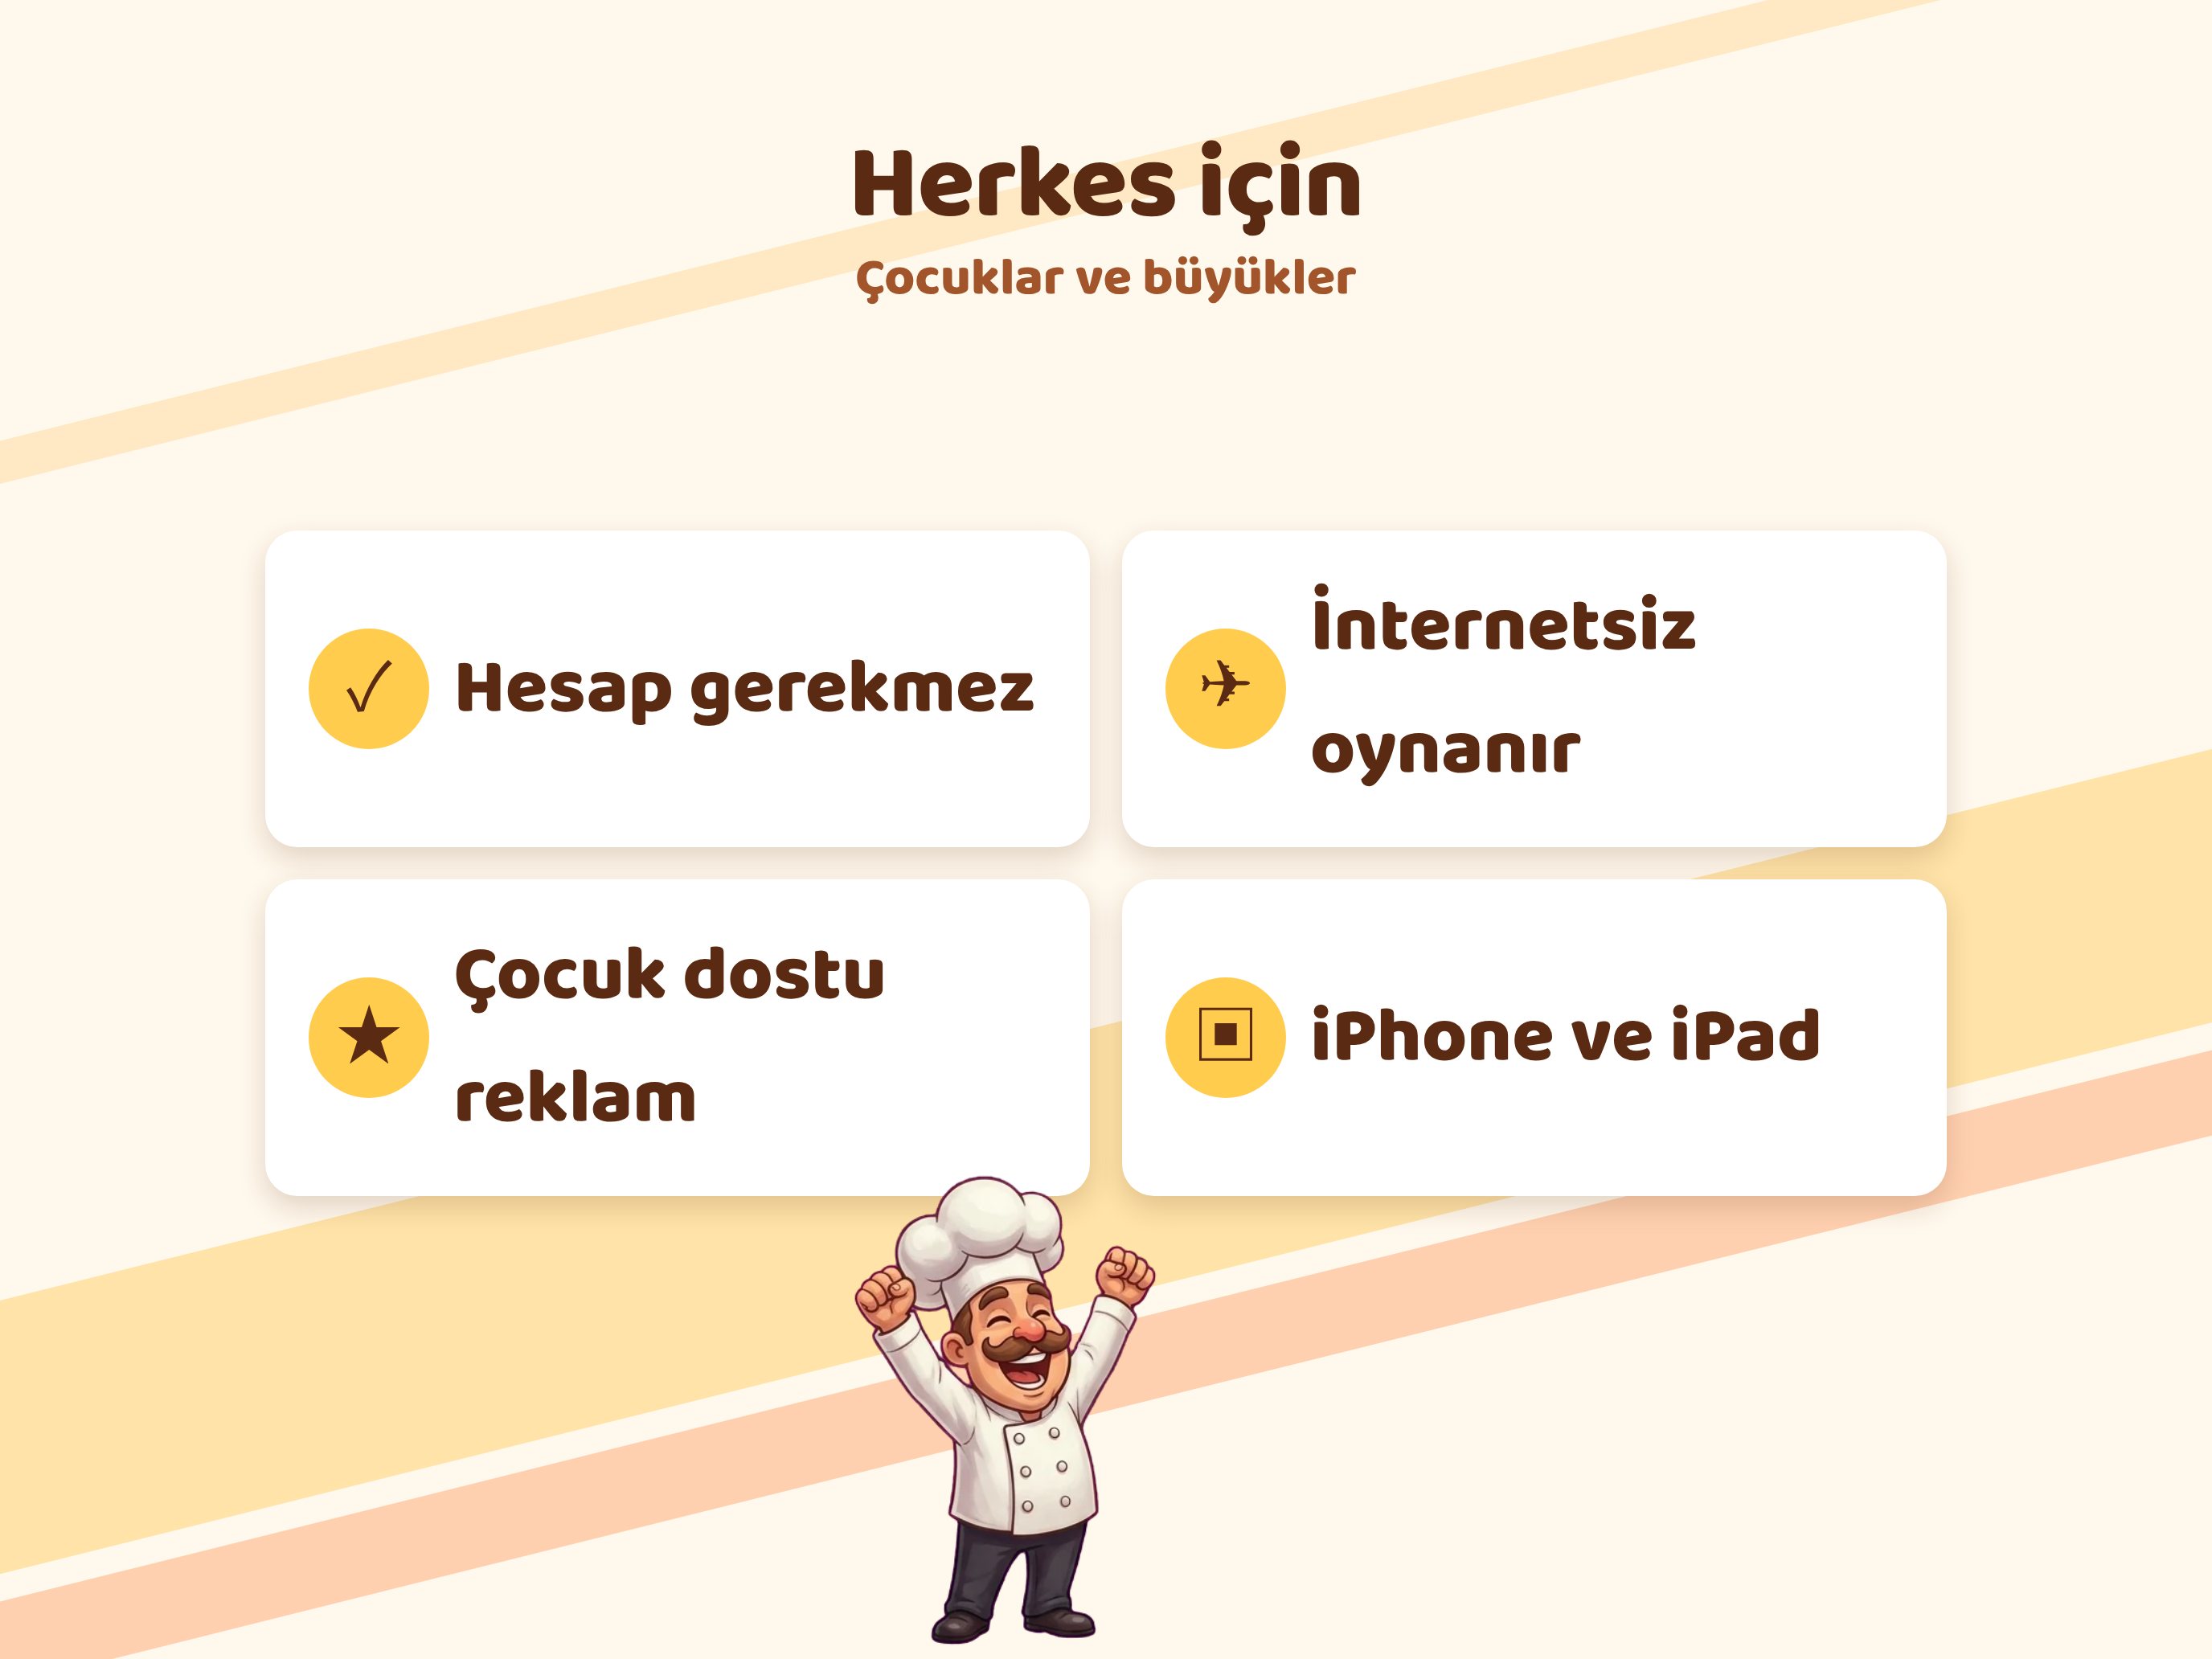 Herkes için
Çocuklar ve büyükler
Hesap gerekmez
İnternetsiz
oynanır
Çocuk dostu
reklam
iPhone ve iPad